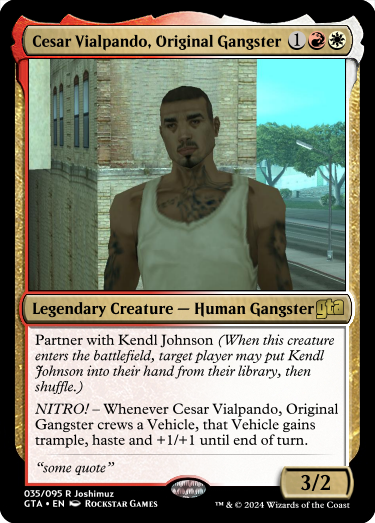 Cesar Vialpando, Original Gangster 1
Legendary Creature — Human Gangster gta
Partner with Kendl Johnson (When this creature
enters the battlefield, target player may put Kendl
Johnson into their hand from their library, then
shuffle.)
NITRO! – Whenever Cesar Vialpando, Original
Gangster crews a Vehicle, that Vehicle gains
trample, haste and +1/+1 until end of turn.
“some quote”
3/2
035/095 R Joshimuz
GTA • EN Rockstar Games
™ & © 2024 Wizards of the Coast